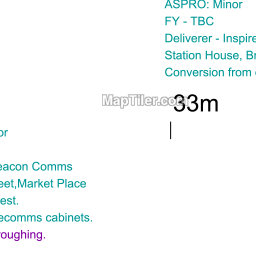 ASPRO: Minor
FY - TBC
Deliverer - Inspire
Station House, Br
Conversion from
MapTiler.com
33m
or
eacon Comms
eet,Market Place
est.
ecomms cabinets.
roughing.